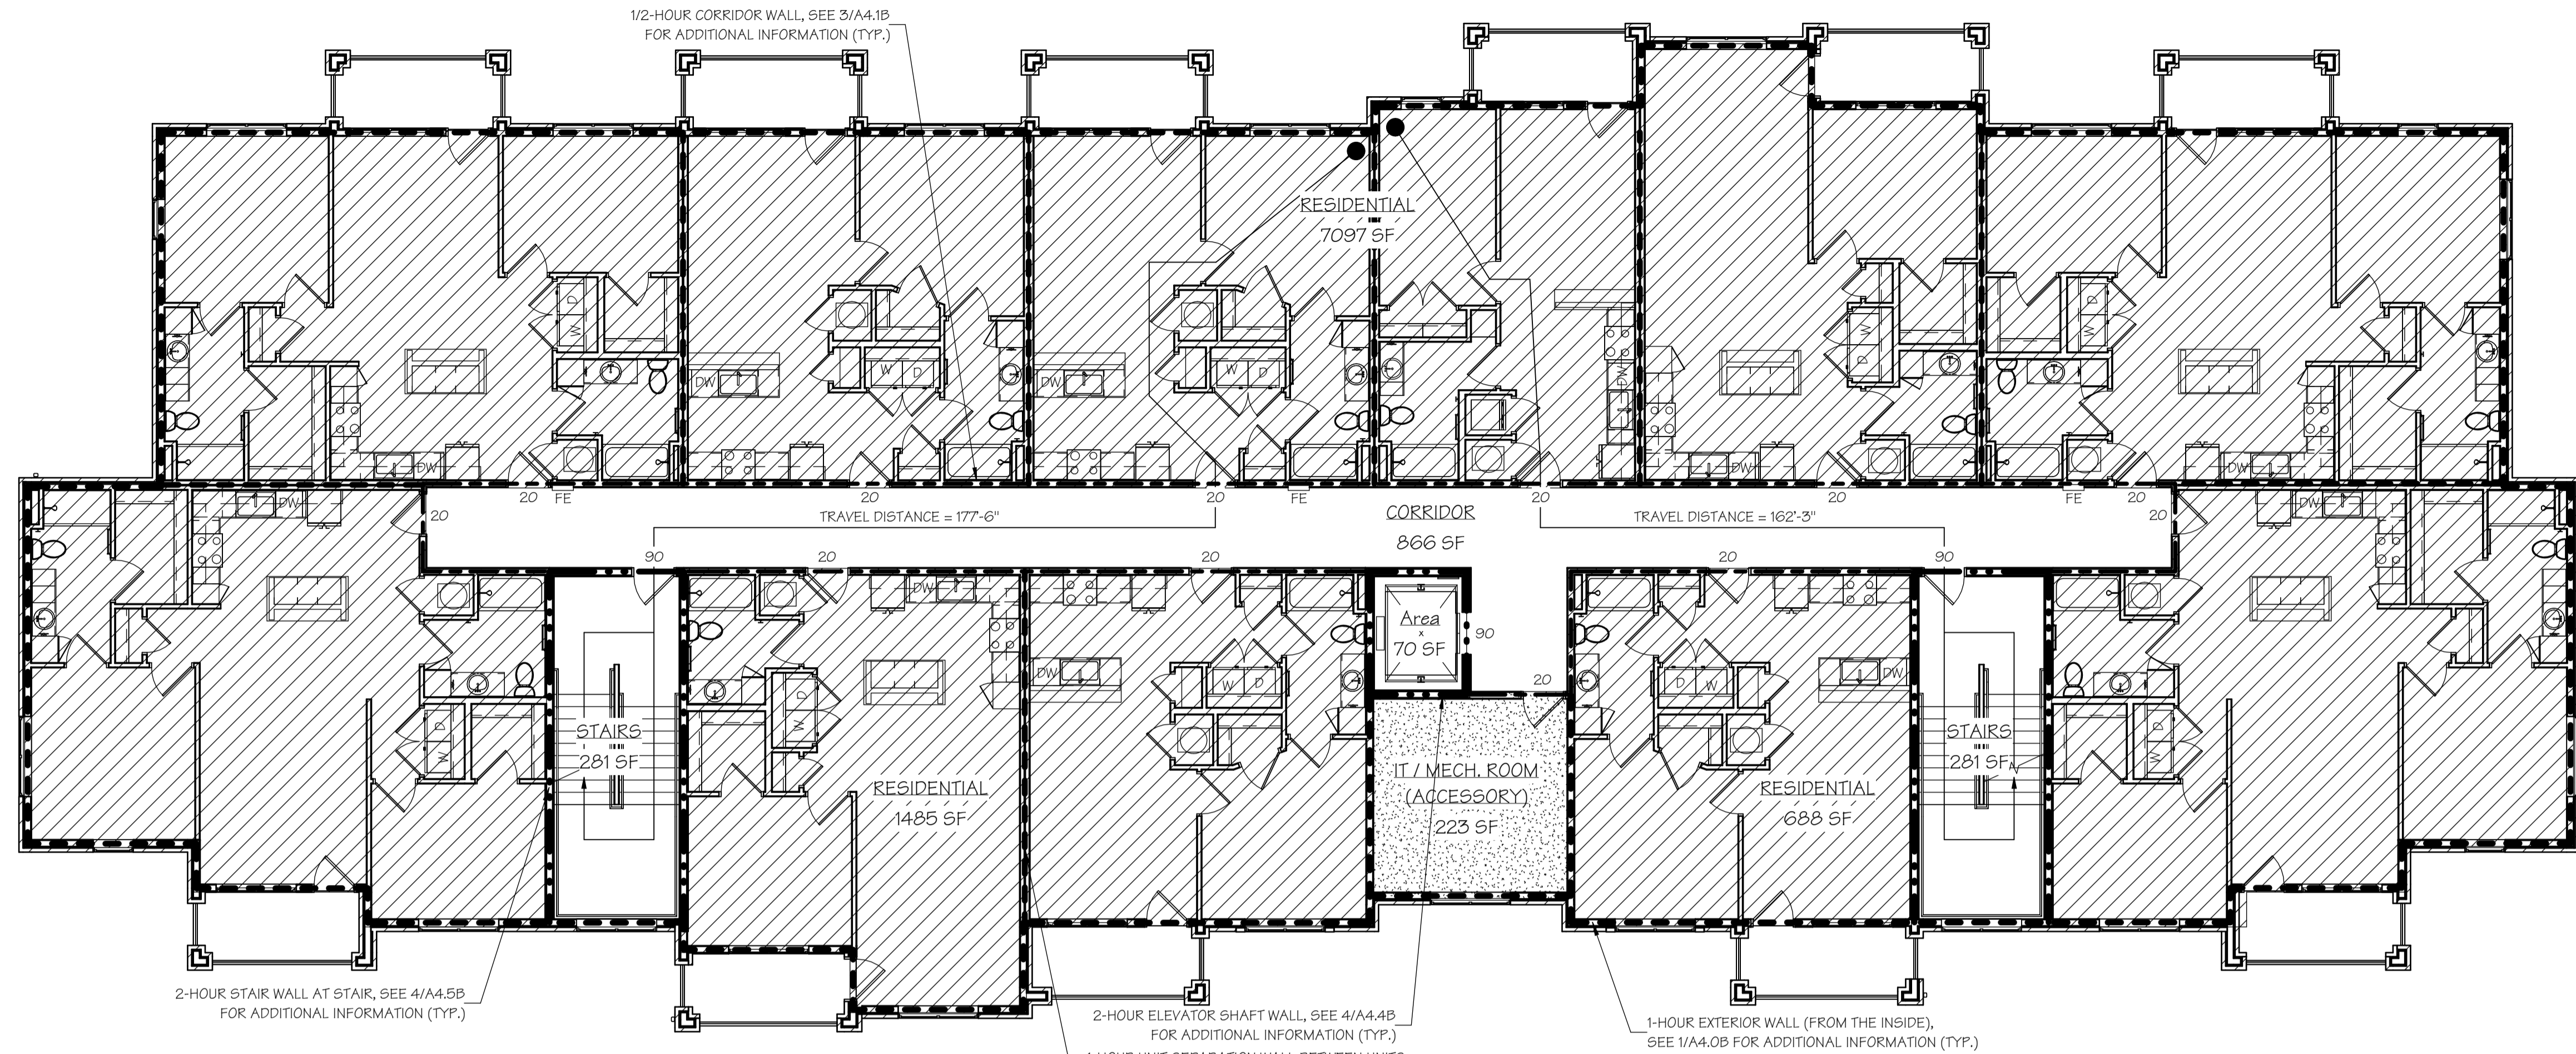 1/2-HOUR CORRIDOR WALL, SEE 3/A4.1B
FOR ADDITIONAL INFORMATION (TYP.)
RESIDENTIAL
7097 SF
D
W
D
W
D
W
DW
DW
DW
W
D
W
D
DW
DW
DW
DW
20
FE
20
20
FE
20
20
FE
20
DW
20
TRAVEL DISTANCE = 177'-6"
CORRIDOR
866 SF
TRAVEL DISTANCE = 162'-3"
20
DW
90
20
20
20
90
DW
Area
x
70 SF
90
DW
W
D
20
D
W
DW
D
W
D
W
STAIRS
281 SF
RESIDENTIAL
1485 SF
IT / MECH. ROOM
(ACCESSORY)
223 SF
RESIDENTIAL
688 SF
STAIRS
281 SF
D
W
2-HOUR STAIR WALL AT STAIR, SEE 4/A4.5B
FOR ADDITIONAL INFORMATION (TYP.)
2-HOUR ELEVATOR SHAFT WALL, SEE 4/A4.4B
FOR ADDITIONAL INFORMATION (TYP.)
1-HOUR EXTERIOR WALL (FROM THE INSIDE),
SEE 1/A4.0B FOR ADDITIONAL INFORMATION (TYP.)